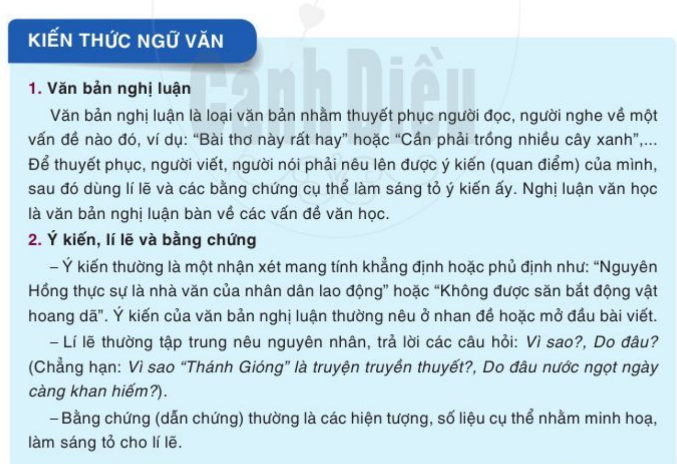 KIẾN THỨC NGỮ VĂN
Cánh Diều
1. Văn bản nghị luận
Văn bản nghị luận là loại văn bản nhằm thuyết phục người đọc, người nghe về một
vấn đề nào đó, ví dụ: “Bài thơ này rất hay” hoặc “Cần phải trồng nhiều cây xanh”,...
Để thuyết phục, người viết, người nói phải nêu lên được ý kiến (quan điểm) của mình,
sau đó dùng lí lẽ và các bằng chứng cụ thể làm sáng tỏ ý kiến ấy. Nghị luận văn học
là văn bản nghị luận bàn về các vấn đề văn học.
2. Ý kiến, lí lẽ và bằng chứng
– Ý kiến thường là một nhận xét mang tính khẳng định hoặc phủ định như: “Nguyên
Hồng thực sự là nhà văn của nhân dân lao động” hoặc “Không được săn bắt động vật
hoang dã”. Ý kiến của văn bản nghị luận thường nêu ở nhan đề hoặc mở đầu bài viết.
– Lí lẽ thường tập trung nêu nguyên nhân, trả lời các câu hỏi: Vì sao?, Do đâu?
(Chẳng hạn: Vì sao “Thánh Gióng” là truyện truyền thuyết?, Do đâu nước ngọt ngày
càng khan hiếm?).
– Bằng chứng (dẫn chứng) thường là các hiện tượng, số liệu cụ thể nhằm minh hoạ,
làm sáng tỏ cho lí lẽ.